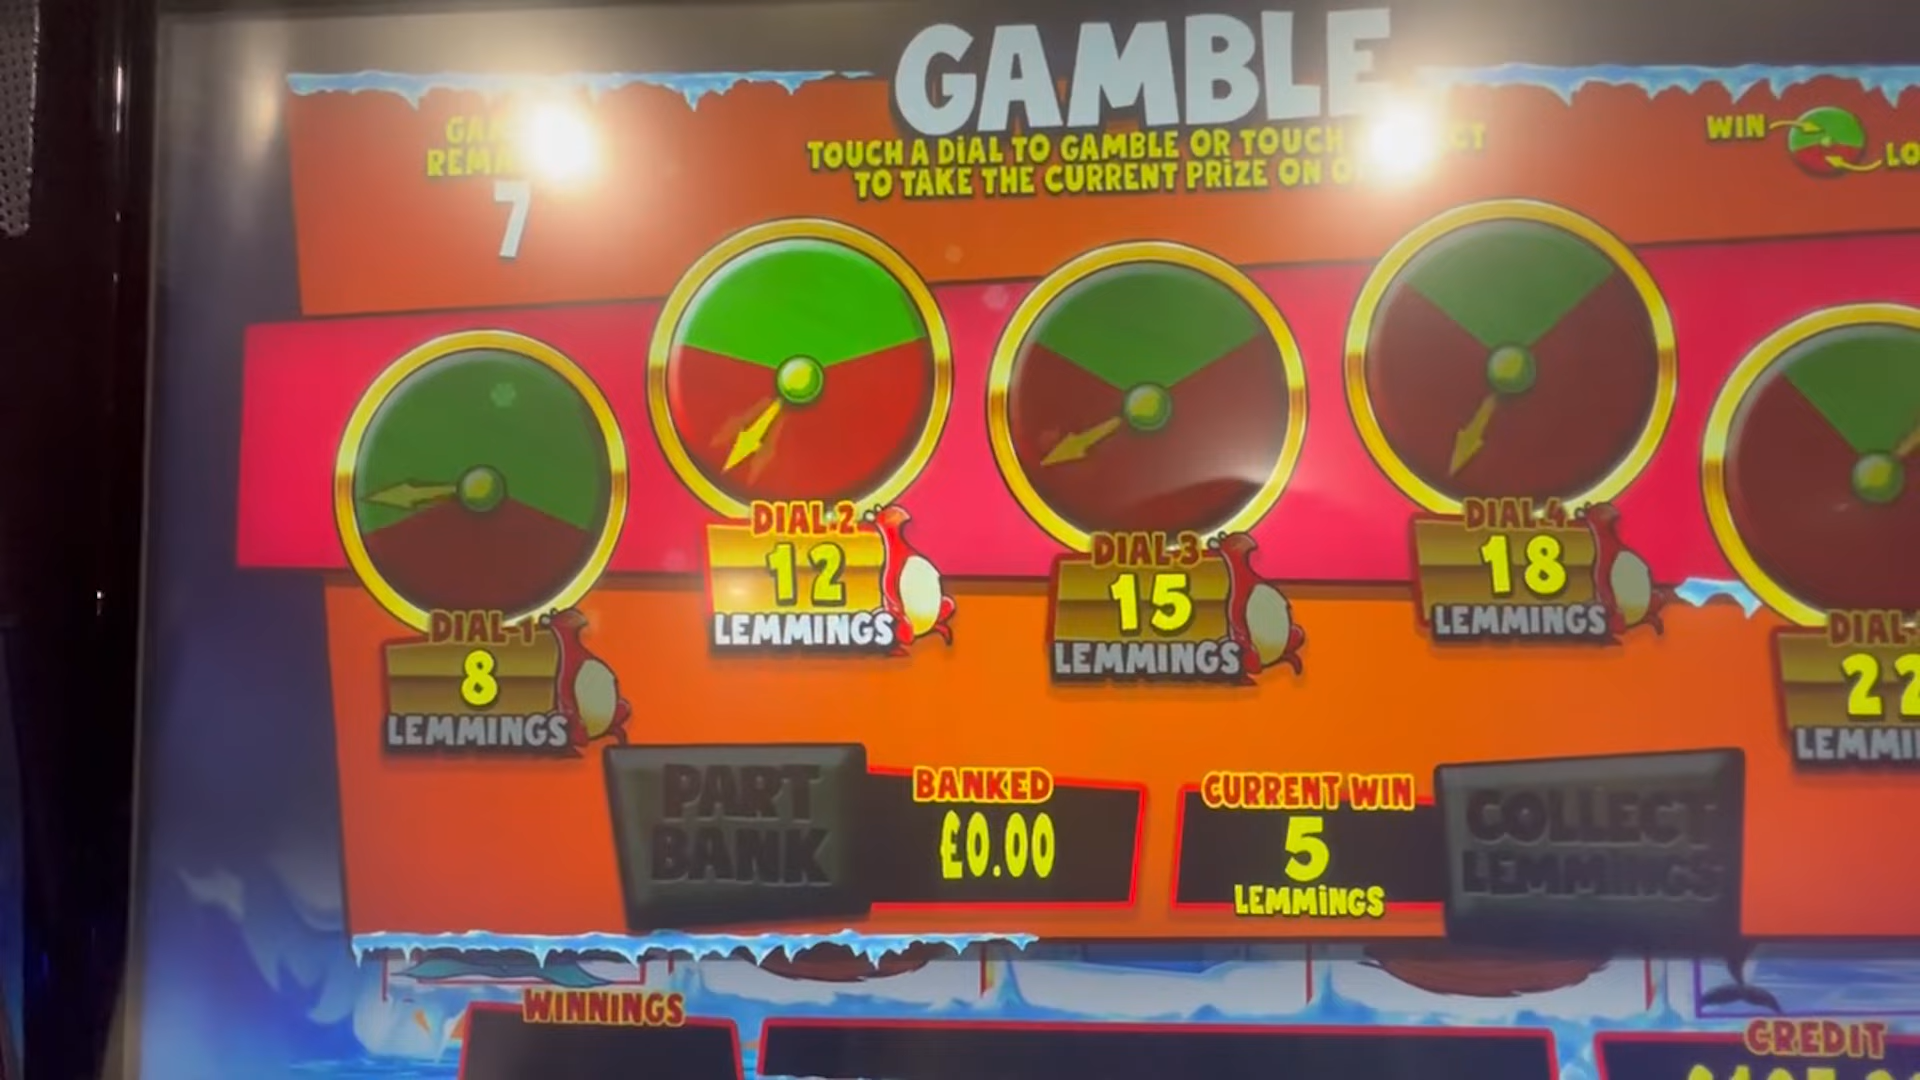 GAMBLE
TOUCH A DIAL TO GAMBLE OR TOUCH
TO TAKE THE CURRENT PRIZE ON
7
WIN
DIAL 1
8
LEMMINGS
DIAL 2
12
LEMMINGS
DIAL 3
15
LEMMINGS
DIAL 4
18
LEMMINGS
DIAL
22
PART
BANK
BANKED
£0.00
CURRENT WIN
5
LEMMINGS
COLLECT
LEMMINGS
WINNINGS
CREDIT